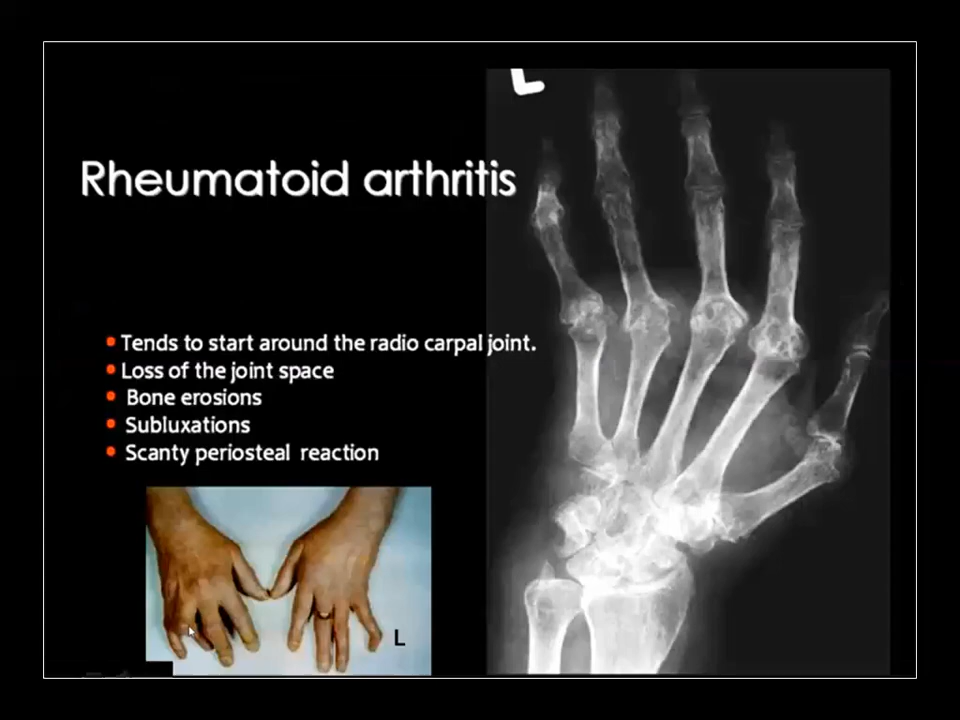 L
Rheumatoid arthritis
• Tends to start around the radio carpal joint.
• Loss of the joint space
• Bone erosions
• Subluxations
• Scanty periosteal reaction
L